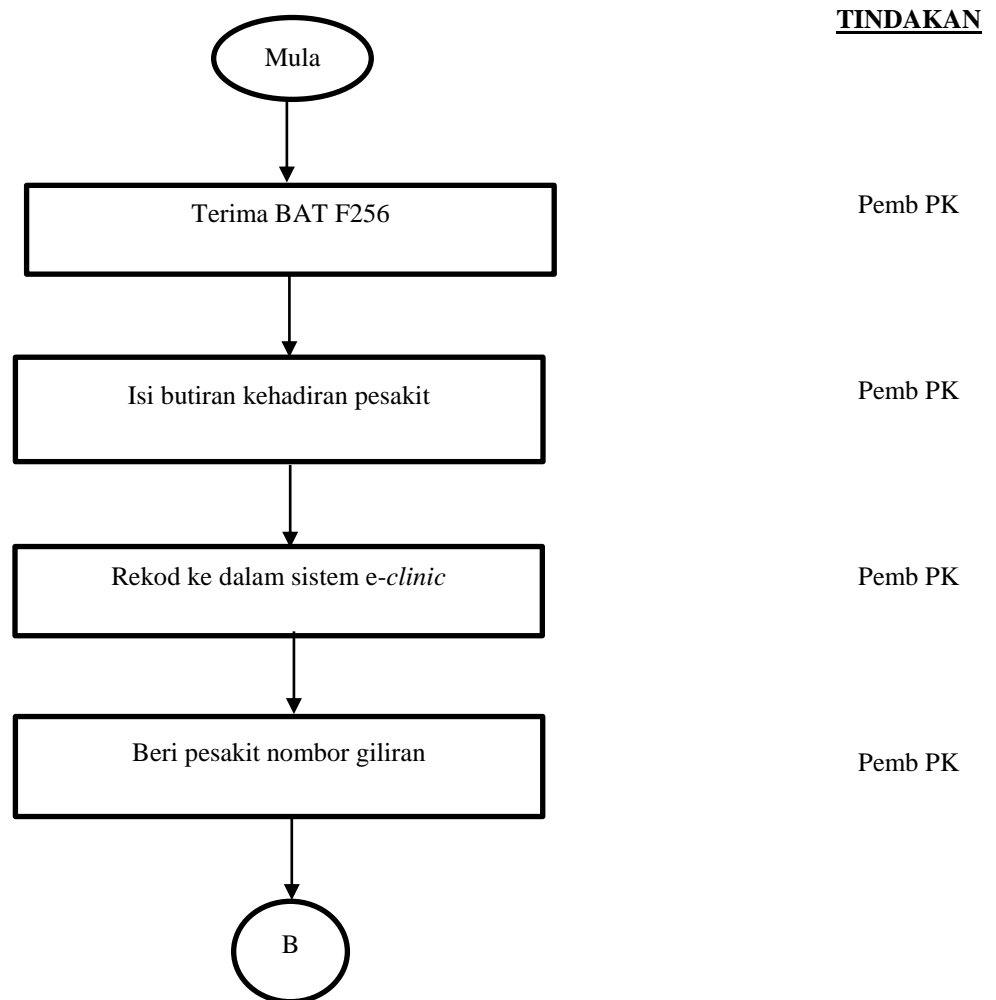 TINDAKAN
Mula
Terima BAT F256
Pemb PK
Isi butiran kehadiran pesakit
Pemb PK
Rekod ke dalam sistem e-clinic
Pemb PK
Beri pesakit nombor giliran
Pemb PK
B